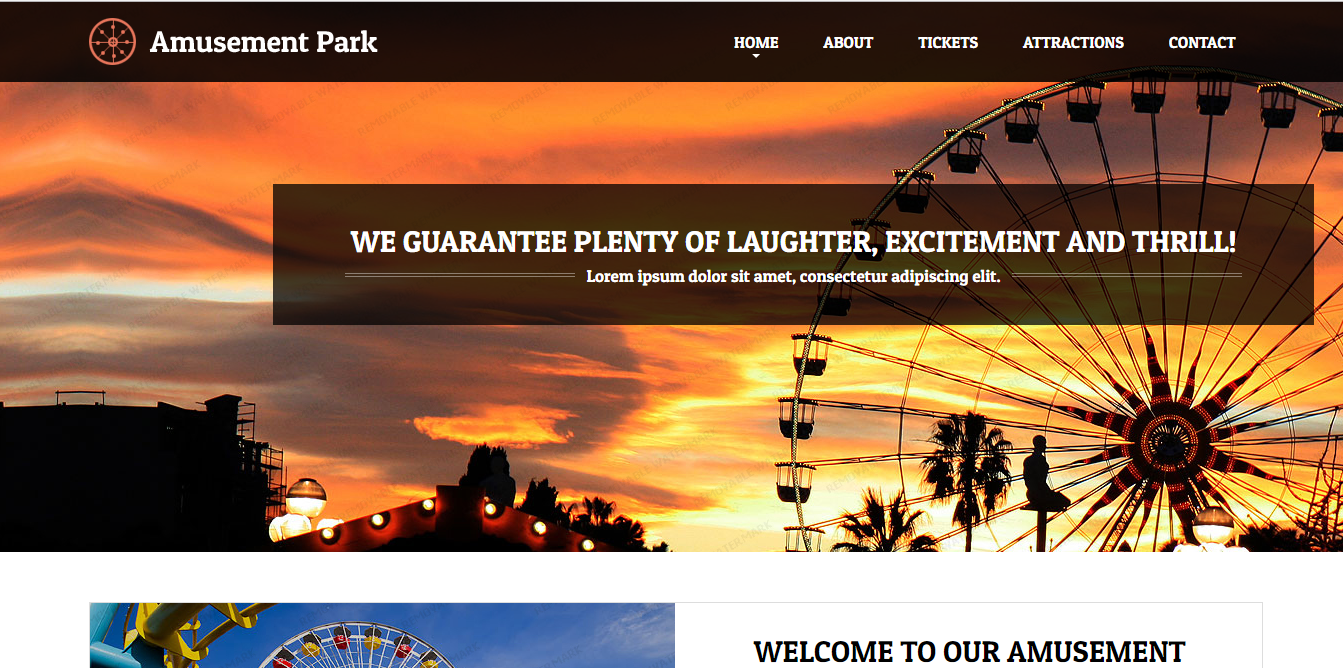 Amusement Park
HOME
ABOUT
TICKETS
ATTRACTIONS
CONTACT
WE GUARANTEE PLENTY OF LAUGHTER, EXCITEMENT AND THRILL!
Lorem ipsum dolor sit amet, consectetur adipiscing elit.
WELCOME TO OUR AMUSEMENT